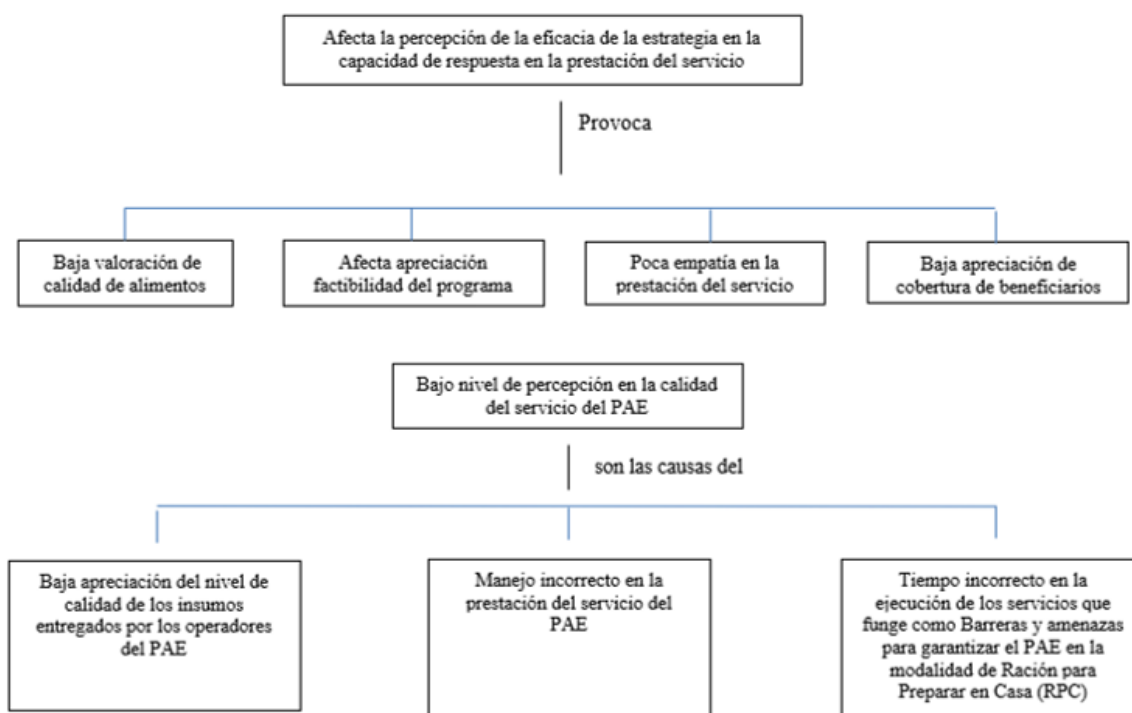 Afecta la percepción de la eficacia de la estrategia en la
capacidad de respuesta en la prestación del servicio
Provoca
Baja valoración de
calidad de alimentos
Afecta apreciación
factibilidad del programa
Poca empatía en la
prestación del servicio
Baja apreciación de
cobertura de beneficiarios
Bajo nivel de percepción en la calidad
del servicio del PAE
son las causas del
Baja apreciación del nivel de
calidad de los insumos
entregados por los operadores
del PAE
Manejo incorrecto en la
prestación del servicio del
PAE
Tiempo incorrecto en la
ejecución de los servicios que
funge como Barreras y amenazas
para garantizar el PAE en la
modalidad de Ración para
Preparar en Casa (RPC)